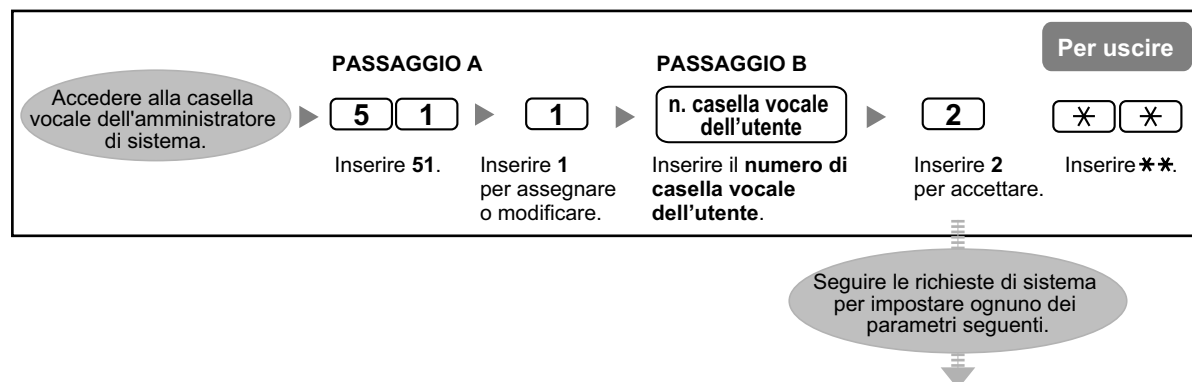 Per uscire
PASSAGGIO A
PASSAGGIO B
Accedere alla casella
vocale dell'amministratore
di sistema.
5 1
1
n. casella vocale
dell'utente
2
* *
Inserire 51.
Inserire 1
per assegnare
o modificare.
Inserire il numero di
casella vocale
dell'utente.
Inserire 2
per accettare.
Inserire **.
Seguire le richieste di sistema
per impostare ognuno dei
parametri seguenti.